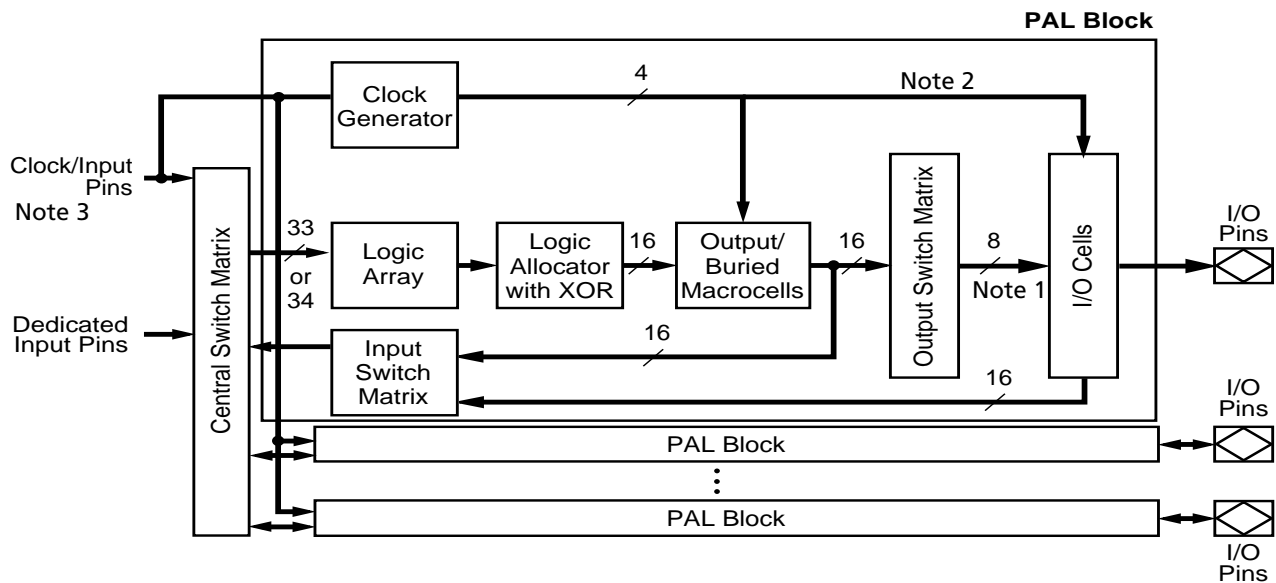 PAL Block
Clock
Generator
4
Note 2
Clock/Input
Pins
Note 3
Central Switch Matrix
33
or
34
Logic
Array
Logic
Allocator
with XOR
16
Output/
Buried
Macrocells
16
Output Switch Matrix
8
Note 1
I/O Cells
I/O
Pins
Dedicated
Input Pins
Input
Switch
Matrix
16
16
I/O
Pins
PAL Block
PAL Block
I/O
Pins